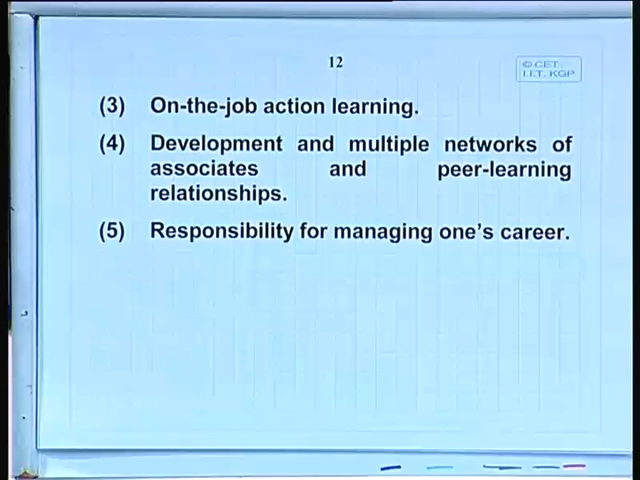 12
© CET
I.I.T. KGP
(3) On-the-job action learning.
(4) Development and multiple networks of
associates and peer-learning
relationships.
(5) Responsibility for managing one's career.